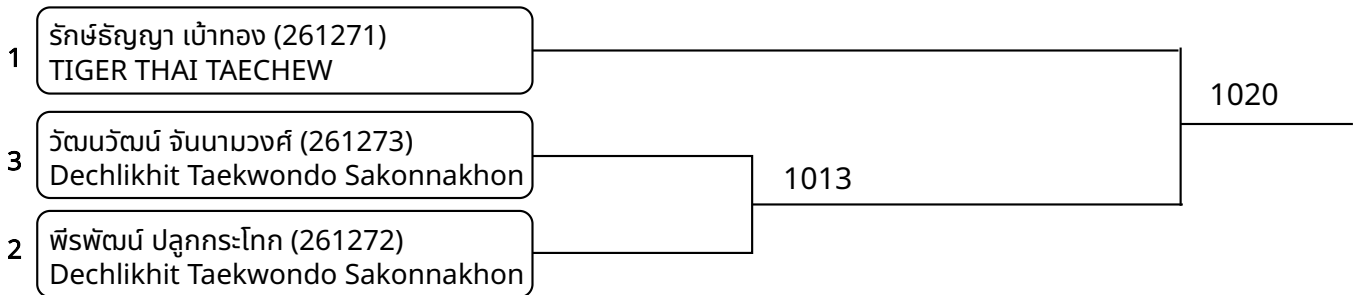 1
รักษ์ธัญญา เบ้าทอง (261271)
TIGER THAI TAECHEW
1020
3
วัฒนวัฒน์ จันนามวงศ์ (261273)
Dechlikhit Taekwondo Sakonnakhon
1013
2
พีรพัฒน์ ปลูกกระโทก (261272)
Dechlikhit Taekwondo Sakonnakhon